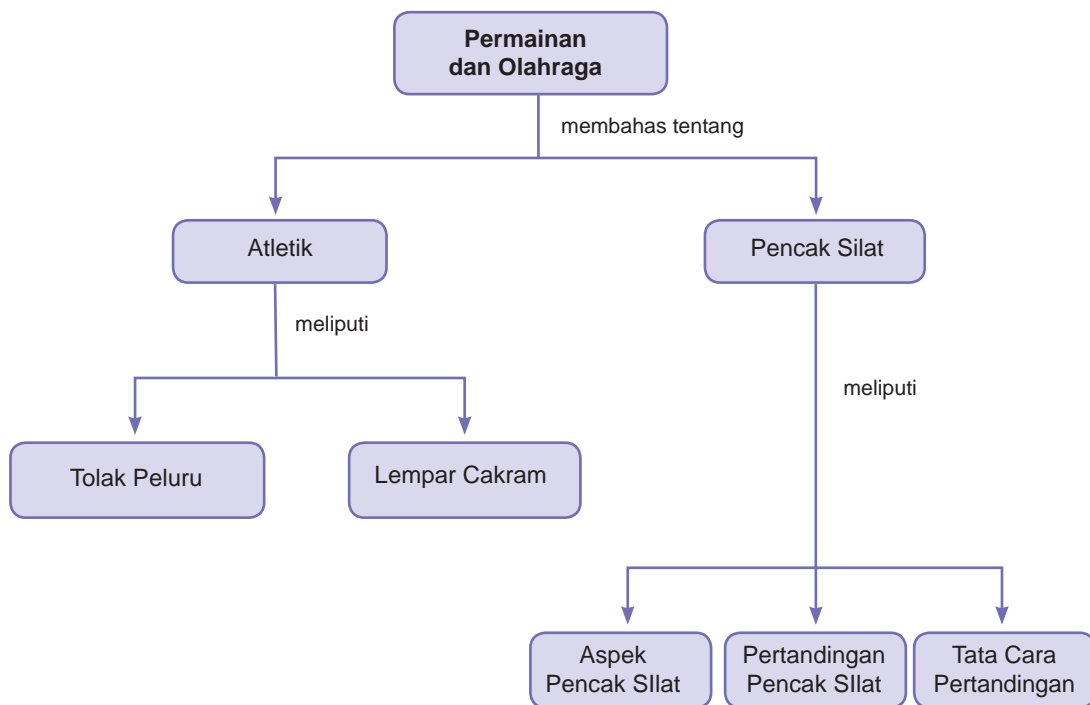 Permainan
dan Olahraga
membahas tentang
Atletik
Pencak Silat
meliputi
meliputi
Tolak Peluru
Lempar Cakram
Aspek
Pencak SIlat
Pertandingan
Pencak SIlat
Tata Cara
Pertandingan